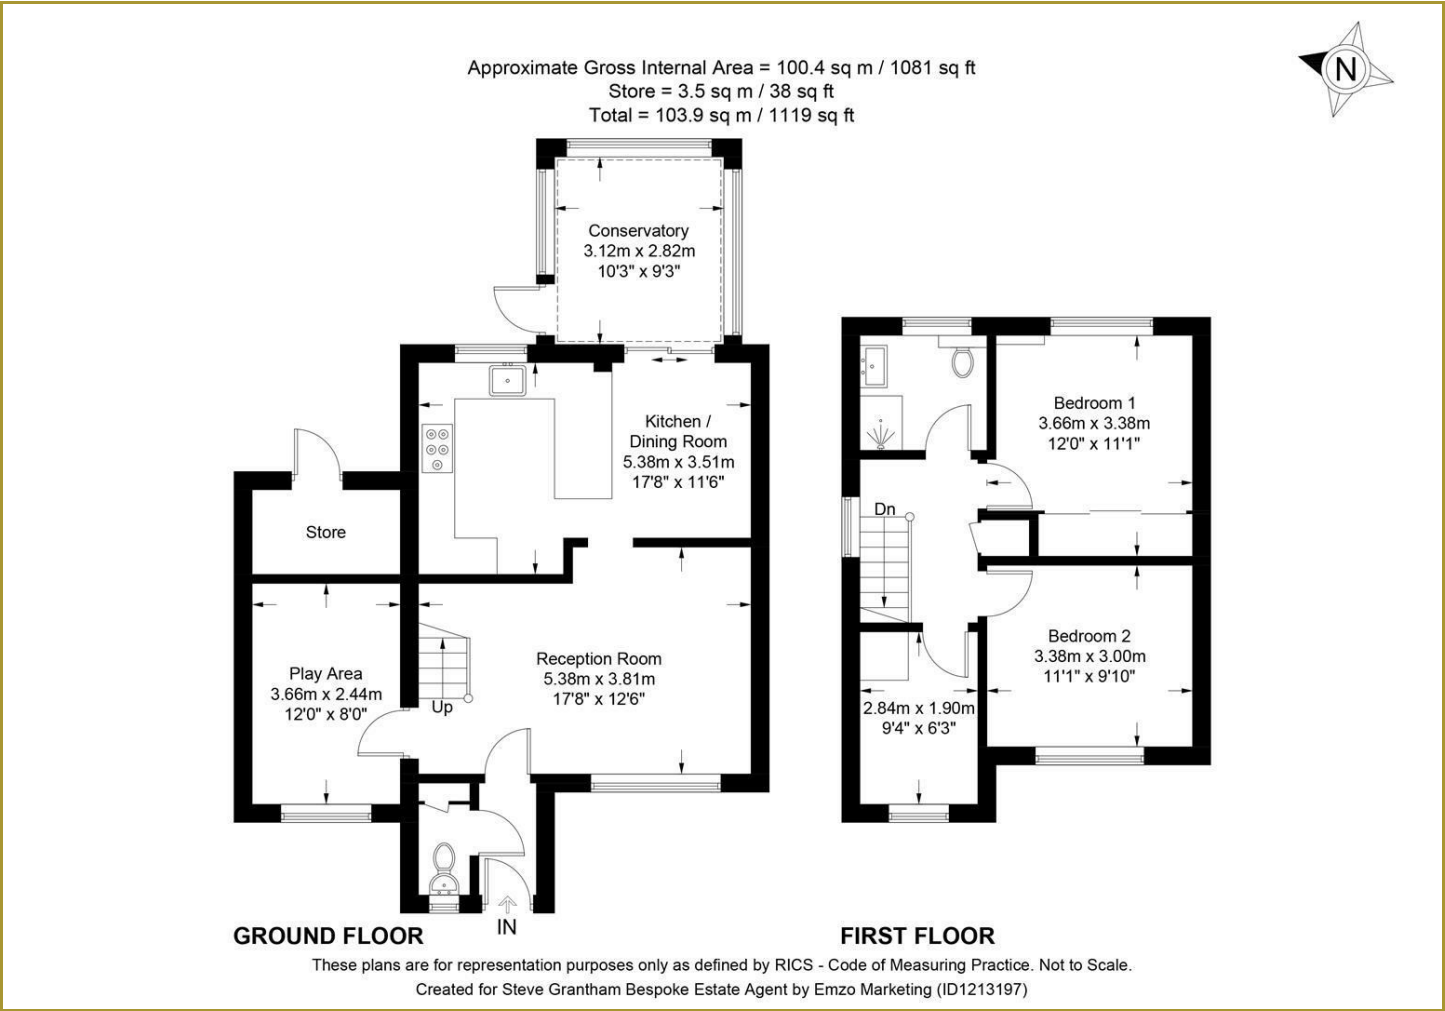 Approximate Gross Internal Area = 100.4 sq m / 1081 sq ft
Store = 3.5 sq m / 38 sq ft
Total = 103.9 sq m / 1119 sq ft
N
Conservatory
3.12m x 2.82m
10'3" x 9'3"
Kitchen /
Dining Room
5.38m x 3.51m
17'8" x 11'6"
Store
Play Area
3.66m x 2.44m
12'0" x 8'0"
Up
Reception Room
5.38m x 3.81m
17'8" x 12'6"
IN
GROUND FLOOR
Bedroom 1
3.66m x 3.38m
12'0" x 11'1"
Dn
Bedroom 2
3.38m x 3.00m
11'1" x 9'10"
2.84m x 1.90m
9'4" x 6'3"
FIRST FLOOR
These plans are for representation purposes only as defined by RICS - Code of Measuring Practice. Not to Scale.
Created for Steve Grantham Bespoke Estate Agent by Emzo Marketing (ID1213197)